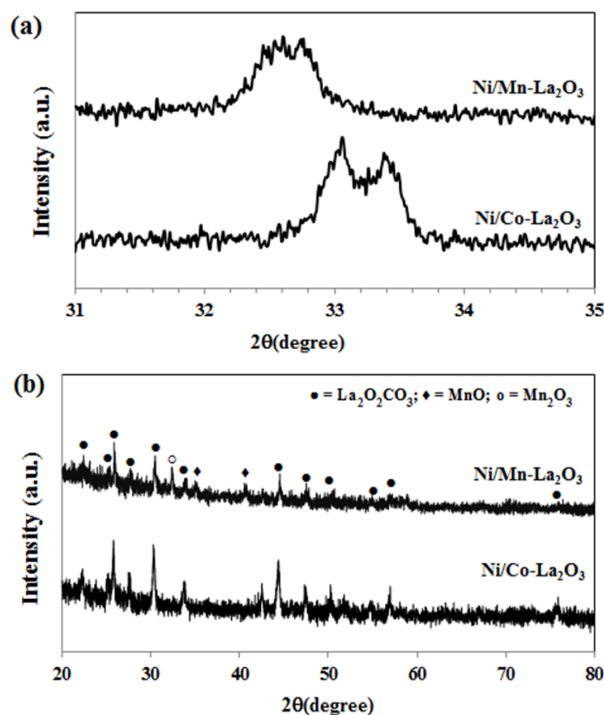 (a)
Intensity (a.u.)
Ni/Mn-La₂O₃
Ni/Co-La₂O₃
31 32 33 34 35
2θ(degree)
(b)
Intensity (a.u.)
● = La₂O₂CO₃; ♦ = MnO; o = Mn₂O₃
Ni/Mn-La₂O₃
Ni/Co-La₂O₃
20 30 40 50 60 70 80
2θ(degree)